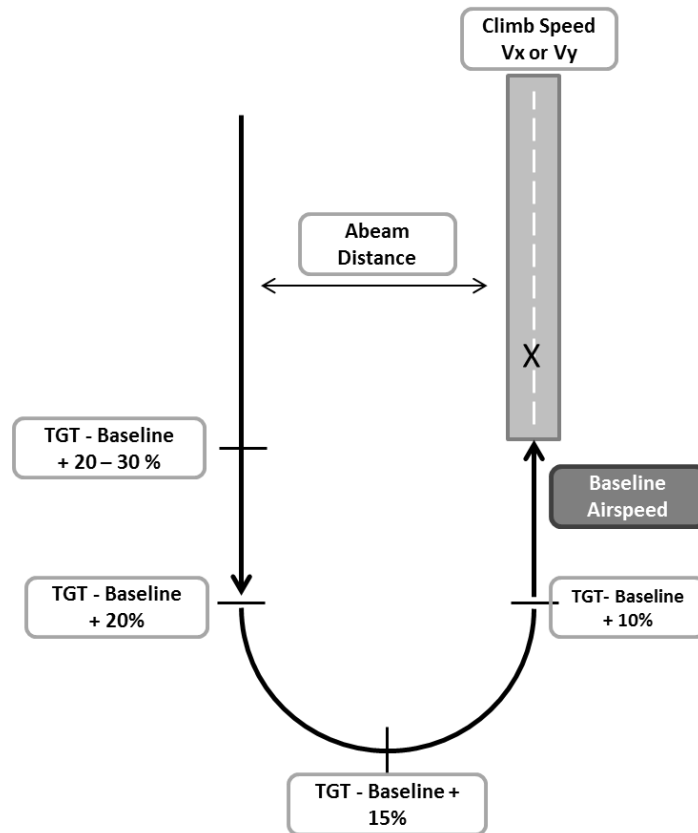 Climb Speed
Vx or Vy
Abeam
Distance
X
TGT - Baseline
+ 20 – 30 %
Baseline
Airspeed
TGT - Baseline
+ 20%
TGT- Baseline
+ 10%
TGT - Baseline +
15%